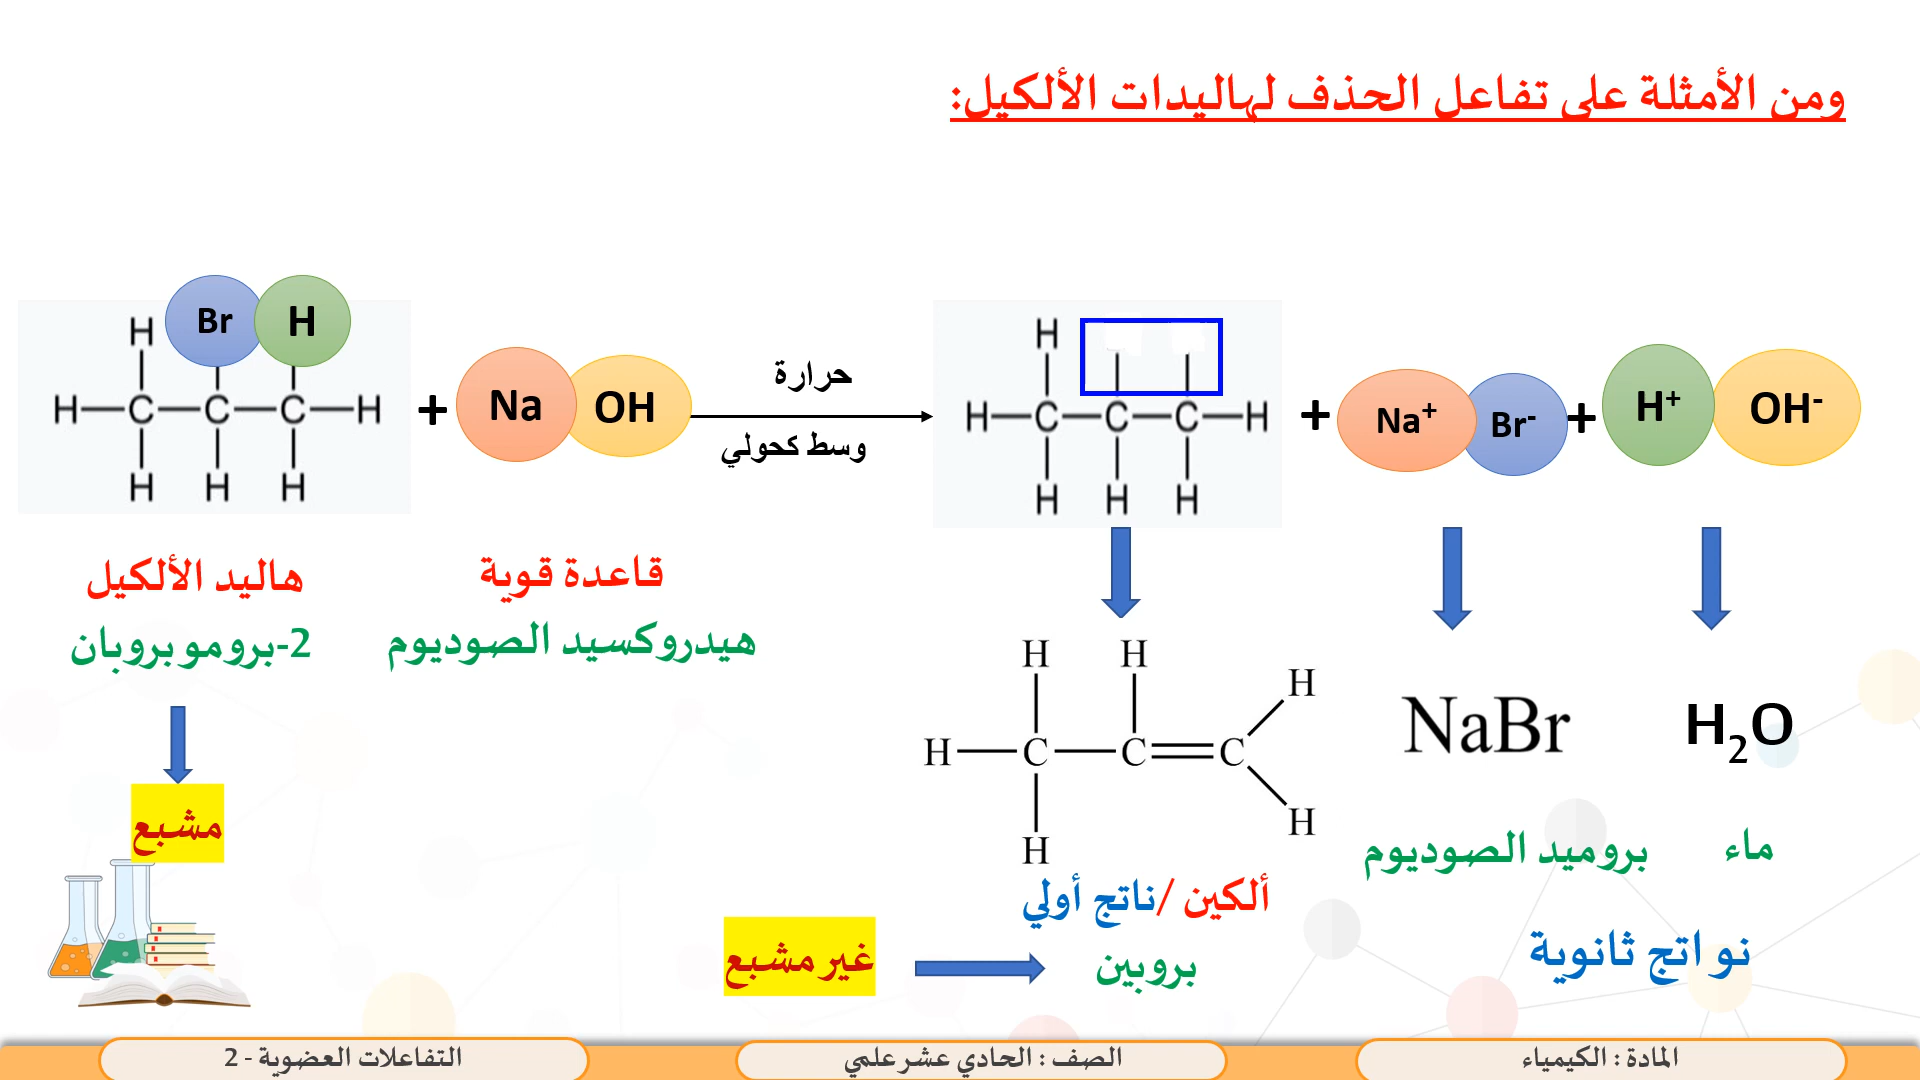 ومن الأمثلة على تفاعل الحذف لهاليدات الألكيل:
H Br H H
H—C—C—C—H + Na OH حرارة H—C—C—C—H + Na⁺ Br⁻ + H⁺ OH⁻
وسط كحولي
H H H H H H
هاليد الألكيل
قاعدة قوية
2-برومو بروبان
هيدروكسيد الصوديوم
مشبع
H H H
H—C—C=C NaBr H₂O
H H
بروميد الصوديوم
ماء
ألكين /ناتج أولي
بروبين
غير مشبع
نواتج ثانوية
المادة : الكيمياء
الصف : الحادي عشر علمي
التفاعلات العضوية - 2